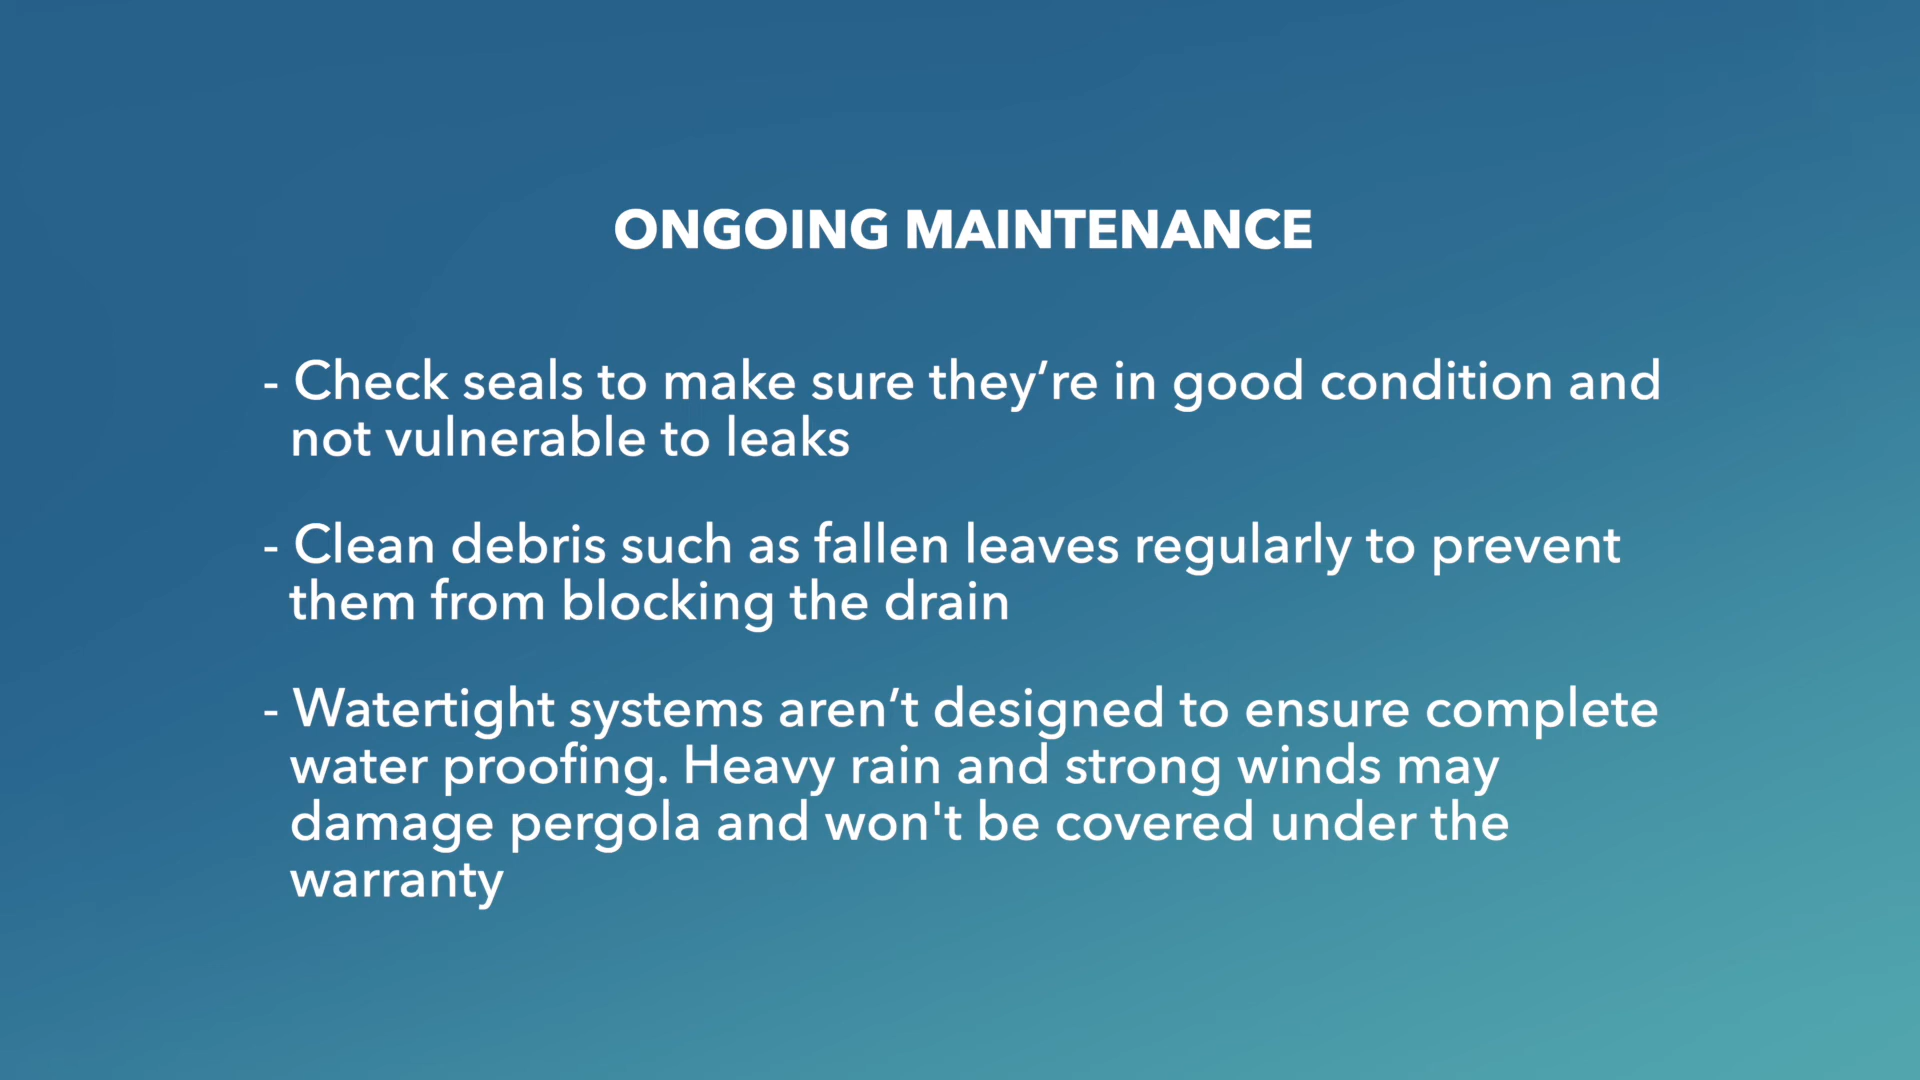 ONGOING MAINTENANCE
- Check seals to make sure they’re in good condition and
not vulnerable to leaks
- Clean debris such as fallen leaves regularly to prevent
them from blocking the drain
- Watertight systems aren’t designed to ensure complete
water proofing. Heavy rain and strong winds may
damage pergola and won't be covered under the
warranty